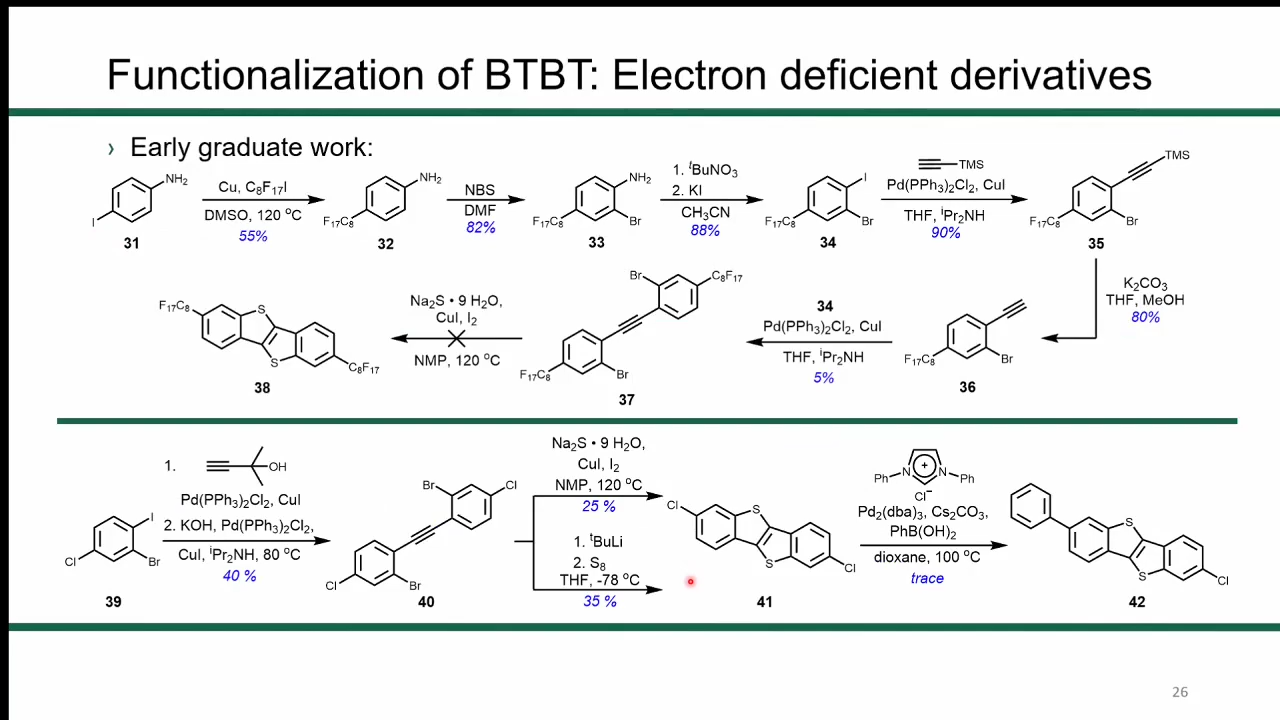 Functionalization of BTBT: Electron deficient derivatives
› Early graduate work:
I
NH₂
31
Cu, C₈F₁₇I
DMSO, 120 ºC
55%
NH₂
F₁₇C₈
32
NBS
DMF
82%
NH₂
F₁₇C₈
Br
33
1. ᵗBuNO₃
2. KI
CH₃CN
88%
I
F₁₇C₈
Br
34
TMS
Pd(PPh₃)₂Cl₂, CuI
THF, ⁱPr₂NH
90%
TMS
F₁₇C₈
Br
35
K₂CO₃
THF, MeOH
80%
F₁₇C₈
Br
36
34
Pd(PPh₃)₂Cl₂, CuI
THF, ⁱPr₂NH
5%
Br
C₈F₁₇
F₁₇C₈
Br
37
Na₂S • 9 H₂O,
CuI, I₂
NMP, 120 ºC
F₁₇C₈
S
S
C₈F₁₇
38
I
Cl
Br
39
1.
OH
Pd(PPh₃)₂Cl₂, CuI
2. KOH, Pd(PPh₃)₂Cl₂,
CuI, ⁱPr₂NH, 80 ºC
40 %
Br
Cl
Cl
Br
40
Na₂S • 9 H₂O,
CuI, I₂
NMP, 120 ºC
25 %
1. ᵗBuLi
2. S₈
THF, -78 ºC
35 %
Cl
S
S
Cl
41
Ph N + N Ph
Cl⁻
Pd₂(dba)₃, Cs₂CO₃,
PhB(OH)₂
dioxane, 100 ºC
trace
S
S
Cl
42
26